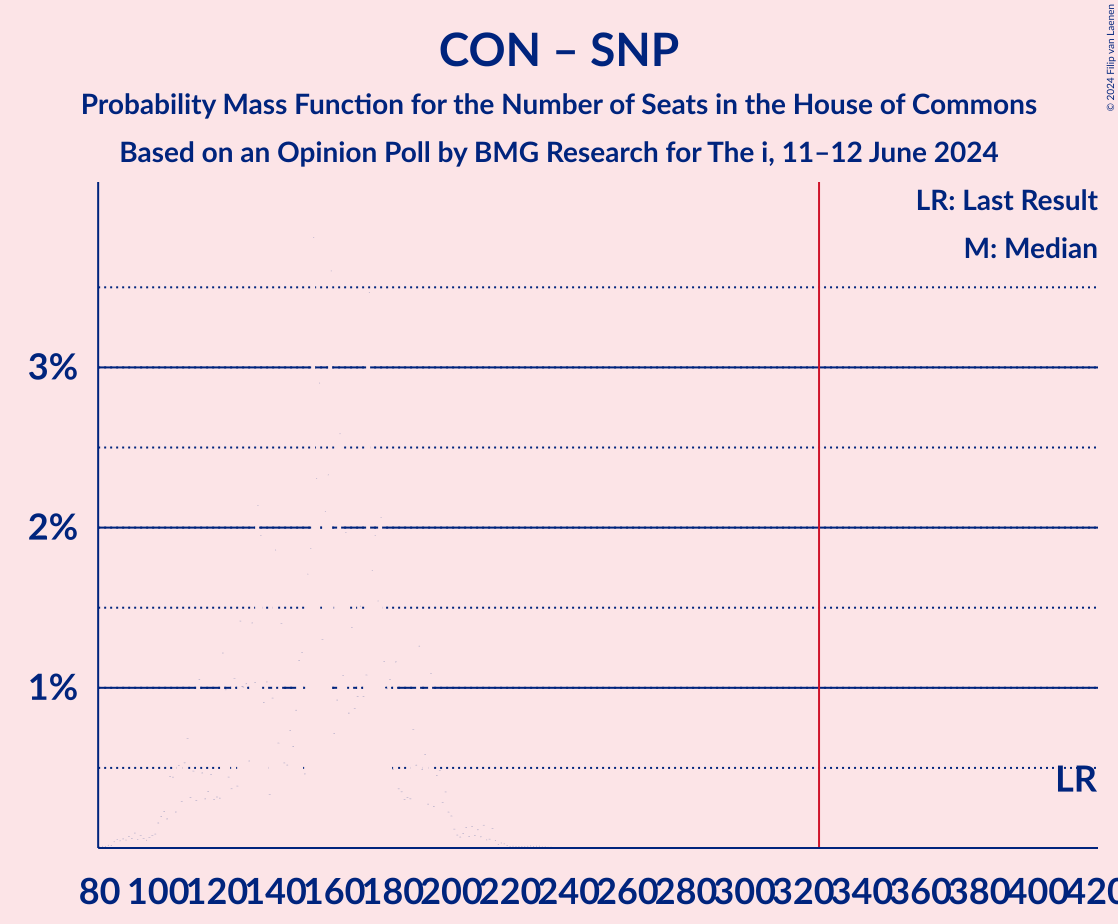 CON – SNP
Probability Mass Function for the Number of Seats in the House of Commons
Based on an Opinion Poll by BMG Research for The i, 11–12 June 2024
© 2024 Filip van Laenen
LR: Last Result
M: Median
3%
2%
1%
LR
80 100 120 140 160 180 200 220 240 260 280 300 320 340 360 380 400 420